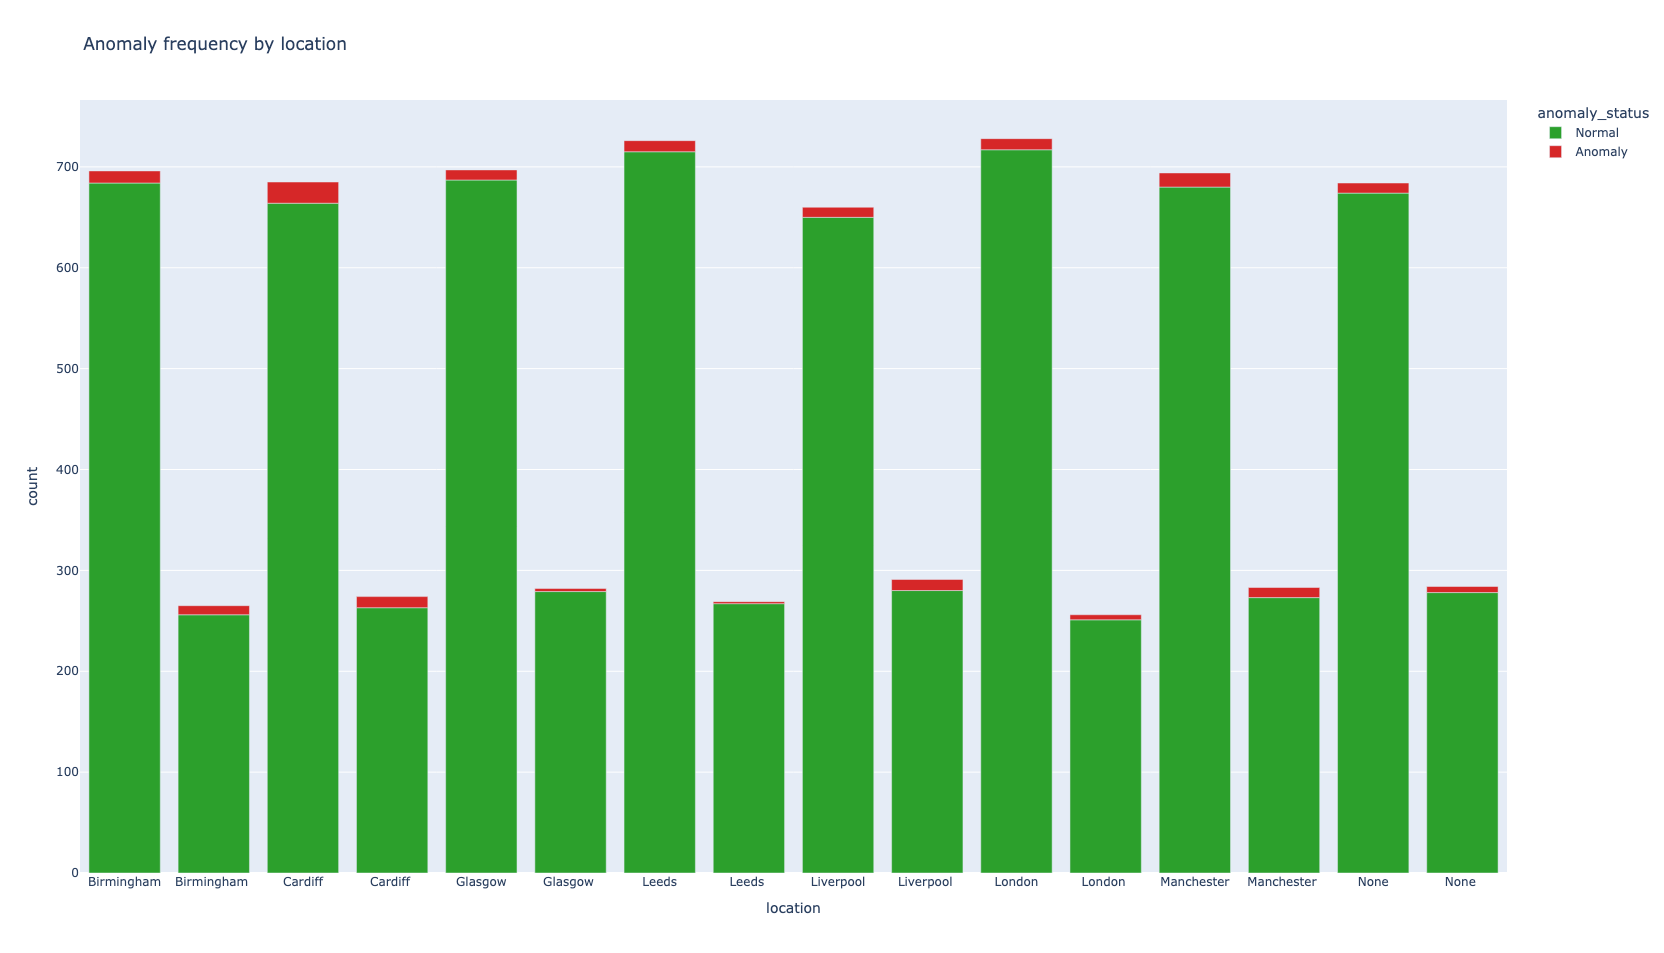 Anomaly frequency by location
anomaly_status
Normal
Anomaly
700
600
500
400
300
200
100
0
count
Birmingham Birmingham Cardiff Cardiff Glasgow Glasgow Leeds Leeds Liverpool Liverpool London London Manchester Manchester None None
location